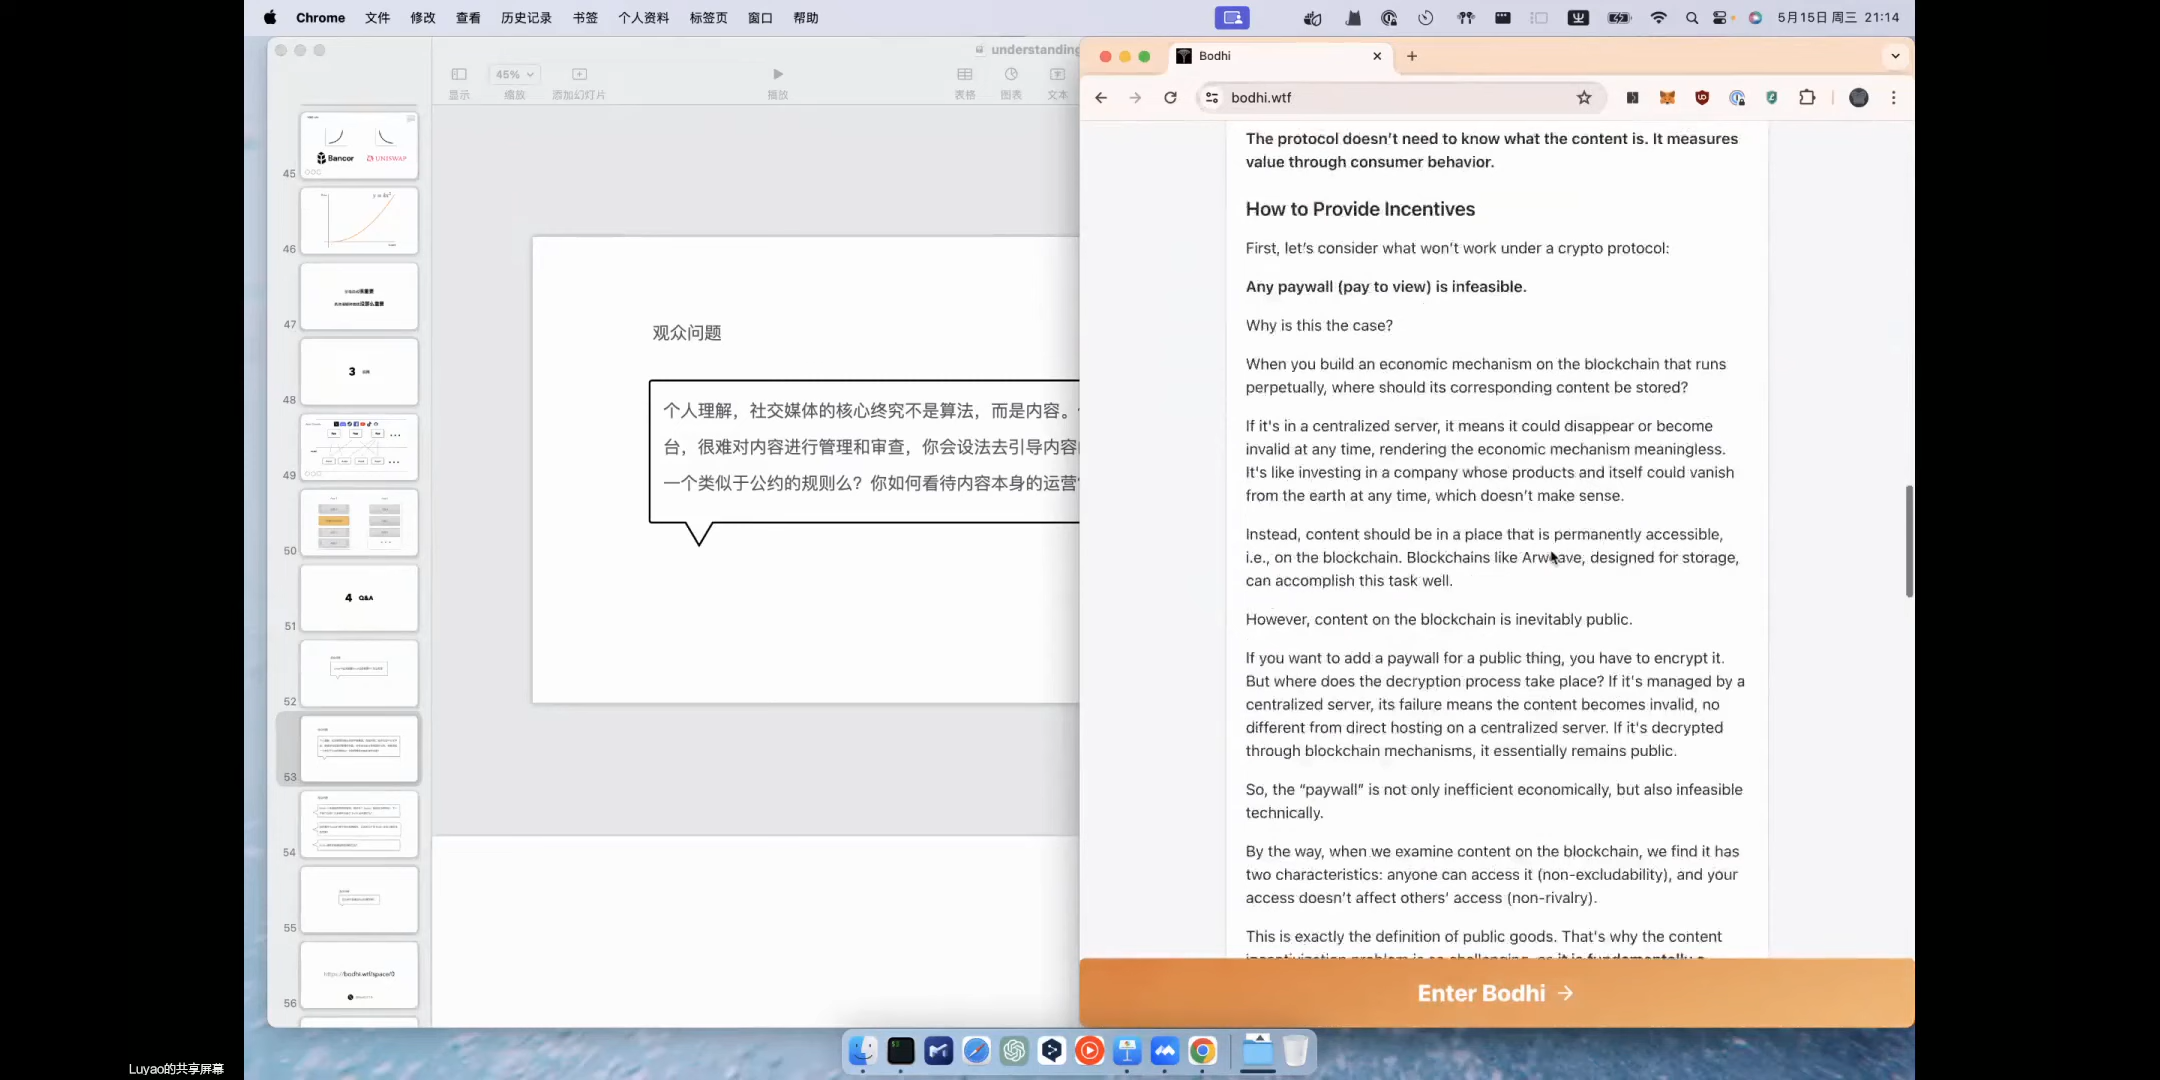 Chrome 文件 修改 查看 历史记录 书签 个人资料 标签页 窗口 帮助
5月15日 周三 21:14
understanding
45%
显示 缩放 添加幻灯片 播放 表格 图表 文本
Bancor UNISWAP
45
46
47
3
48
49
50
4 Q&A
51
52
53
54
55
https://bodhi.wtf/space/0
56
观众问题
个人理解，社交媒体的核心终究不是算法，而是内容。
台，很难对内容进行管理和审查，你会设法去引导内容
一个类似于公约的规则么？你如何看待内容本身的运营
Bodhi
bodhi.wtf
The protocol doesn’t need to know what the content is. It measures
value through consumer behavior.
How to Provide Incentives
First, let’s consider what won’t work under a crypto protocol:
Any paywall (pay to view) is infeasible.
Why is this the case?
When you build an economic mechanism on the blockchain that runs
perpetually, where should its corresponding content be stored?
If it's in a centralized server, it means it could disappear or become
invalid at any time, rendering the economic mechanism meaningless.
It's like investing in a company whose products and itself could vanish
from the earth at any time, which doesn’t make sense.
Instead, content should be in a place that is permanently accessible,
i.e., on the blockchain. Blockchains like Arweave, designed for storage,
can accomplish this task well.
However, content on the blockchain is inevitably public.
If you want to add a paywall for a public thing, you have to encrypt it.
But where does the decryption process take place? If it's managed by a
centralized server, its failure means the content becomes invalid, no
different from direct hosting on a centralized server. If it's decrypted
through blockchain mechanisms, it essentially remains public.
So, the “paywall” is not only inefficient economically, but also infeasible
technically.
By the way, when we examine content on the blockchain, we find it has
two characteristics: anyone can access it (non-excludability), and your
access doesn’t affect others’ access (non-rivalry).
This is exactly the definition of public goods. That's why the content
Enter Bodhi →
Luyao的共享屏幕